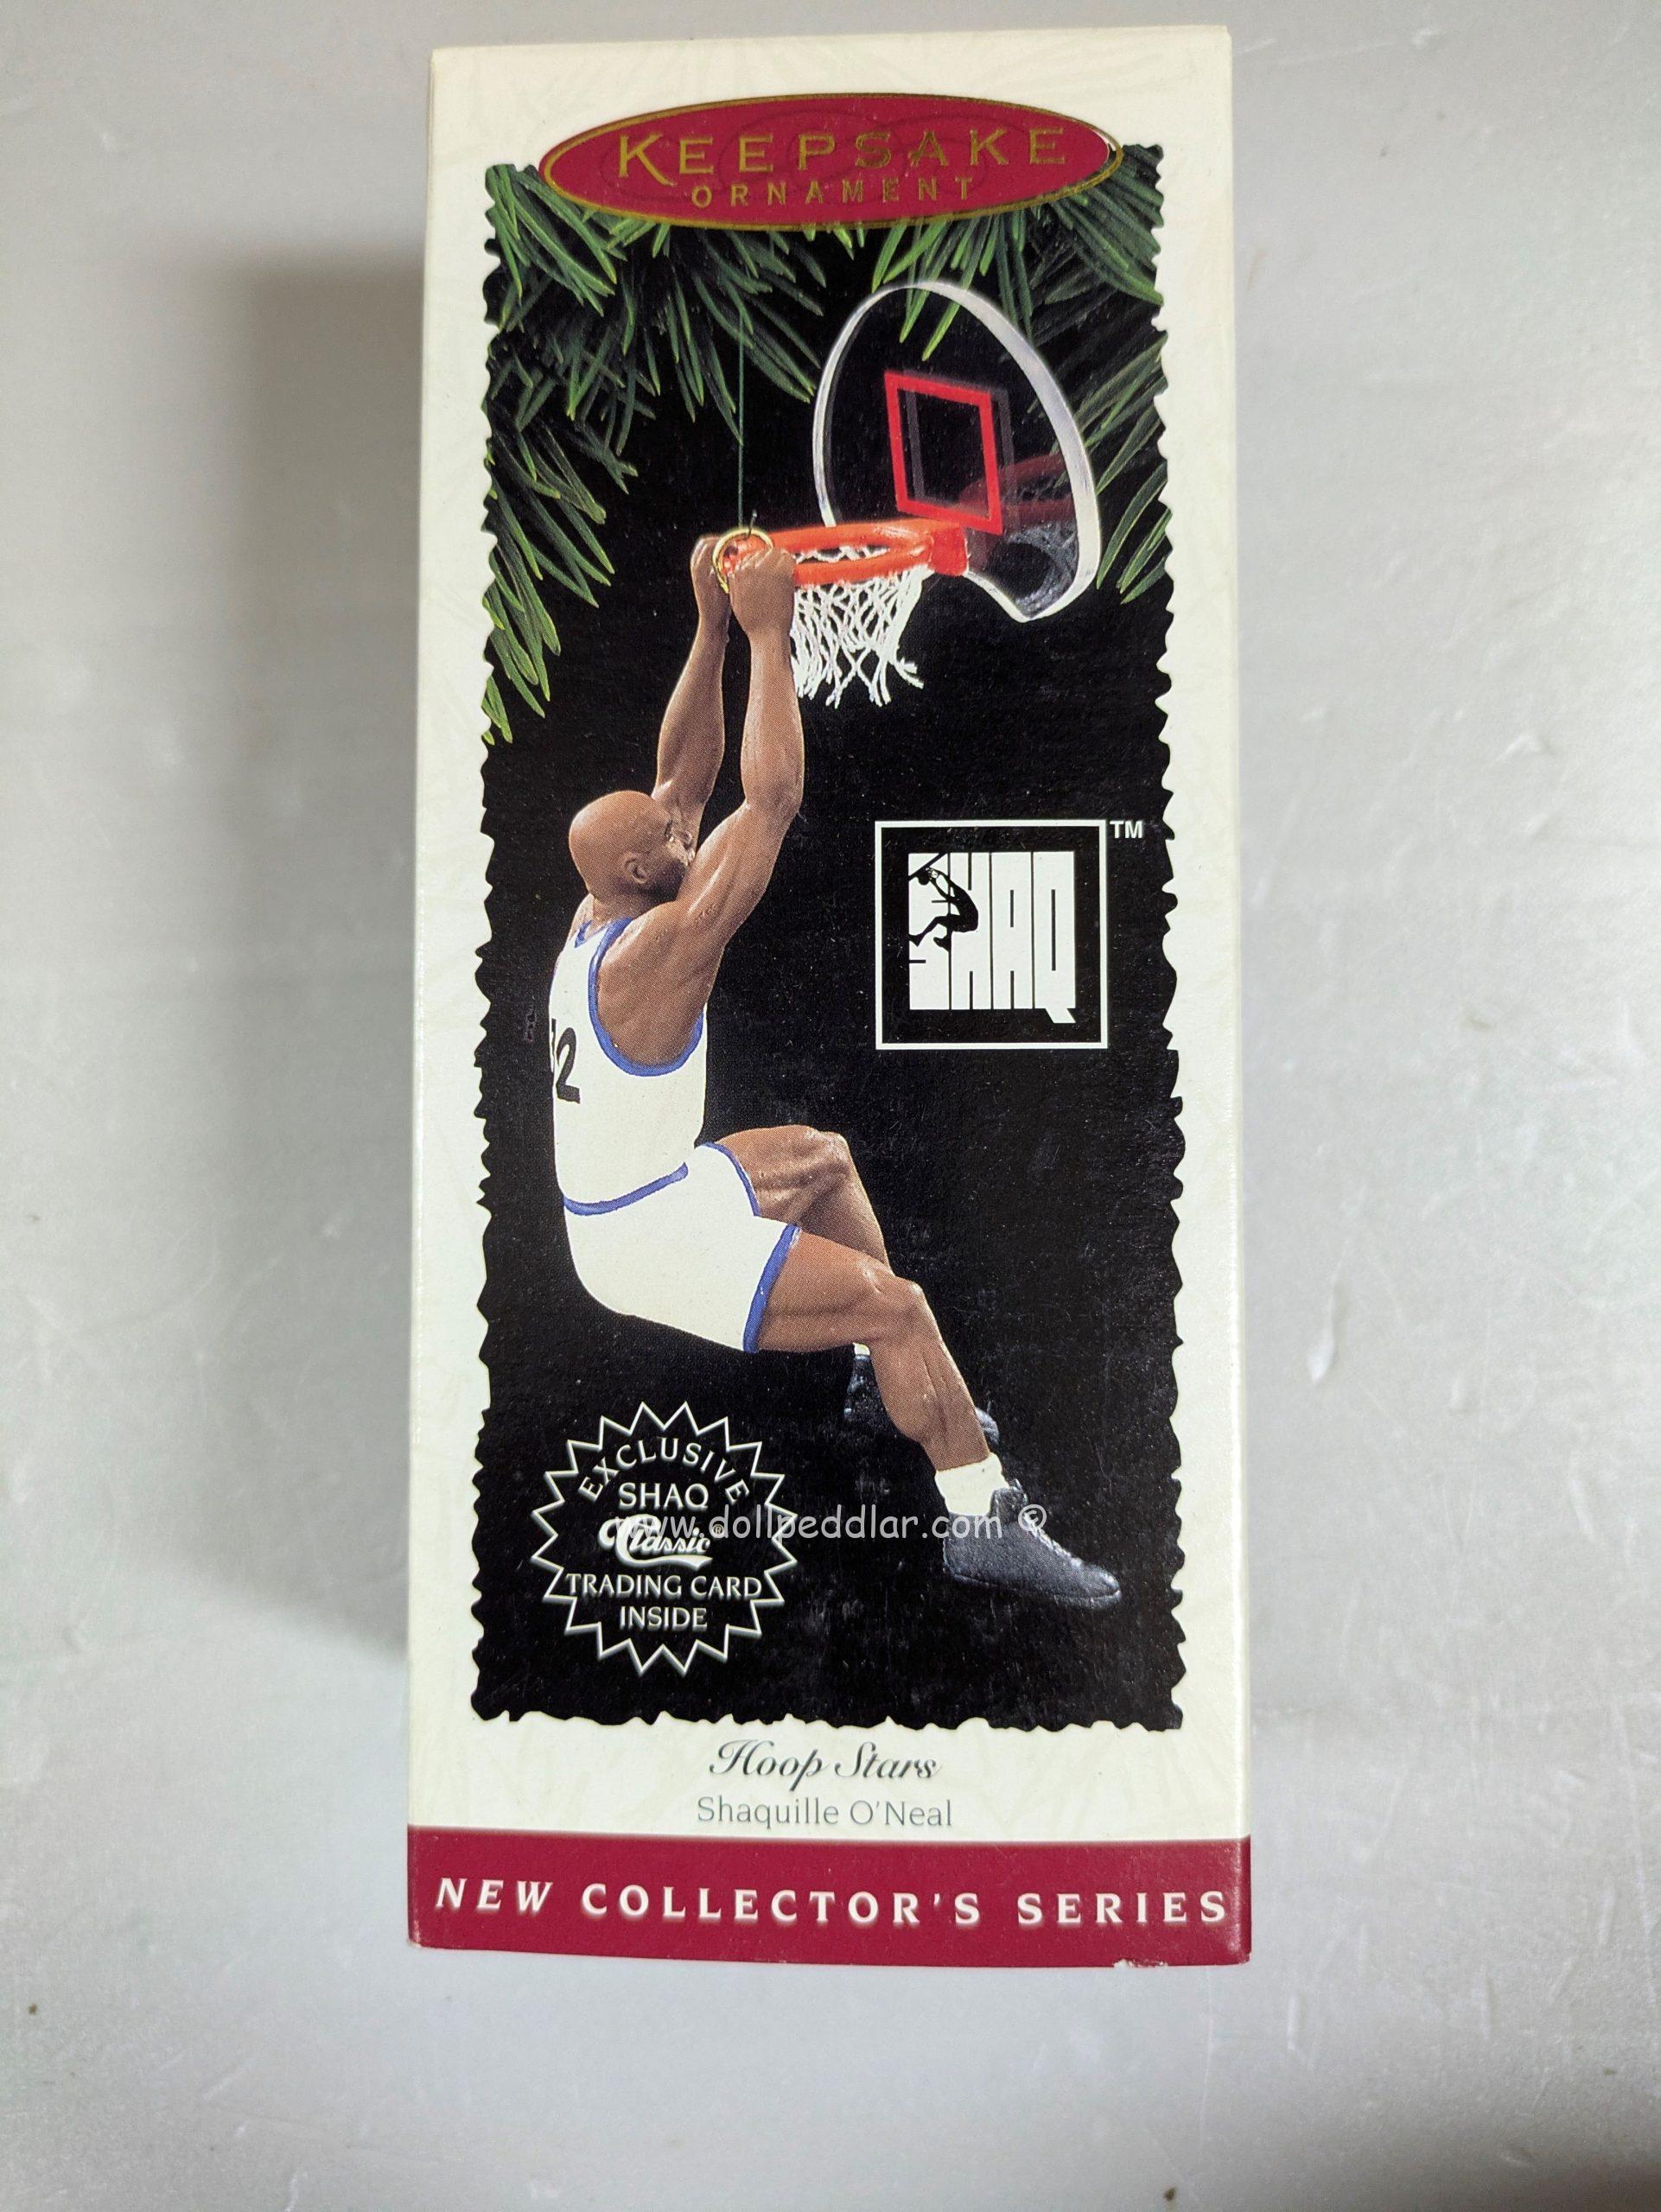 KEEPSAKE
ORNAMENT
TM
SHAQ
32
EXCLUSIVE
SHAQ
Classic®
TRADING CARD
INSIDE
www.dollpeddlar.com ©
Hoop Stars
Shaquille O'Neal
NEW COLLECTOR'S SERIES